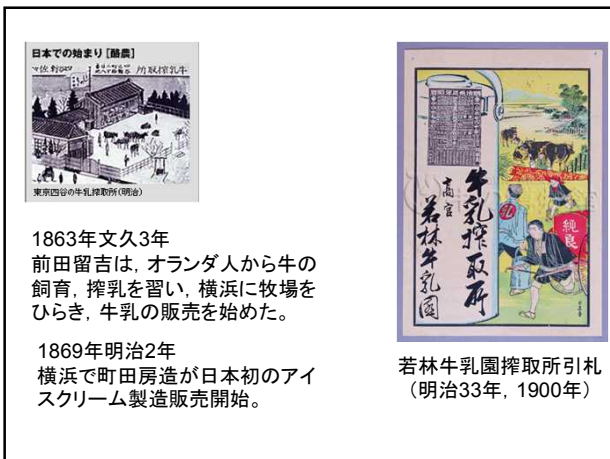 日本での始まり［酪農］
牛乳搾取所
東京四谷の牛乳搾取所(明治)
1863年文久3年
前田留吉は，オランダ人から牛の
飼育，搾乳を習い，横浜に牧場を
ひらき，牛乳の販売を始めた。
1869年明治2年
横浜で町田房造が日本初のアイ
スクリーム製造販売開始。
牛乳搾取所
高宮
若林牛乳園
純良
若林牛乳園搾取所引札
（明治33年，1900年）